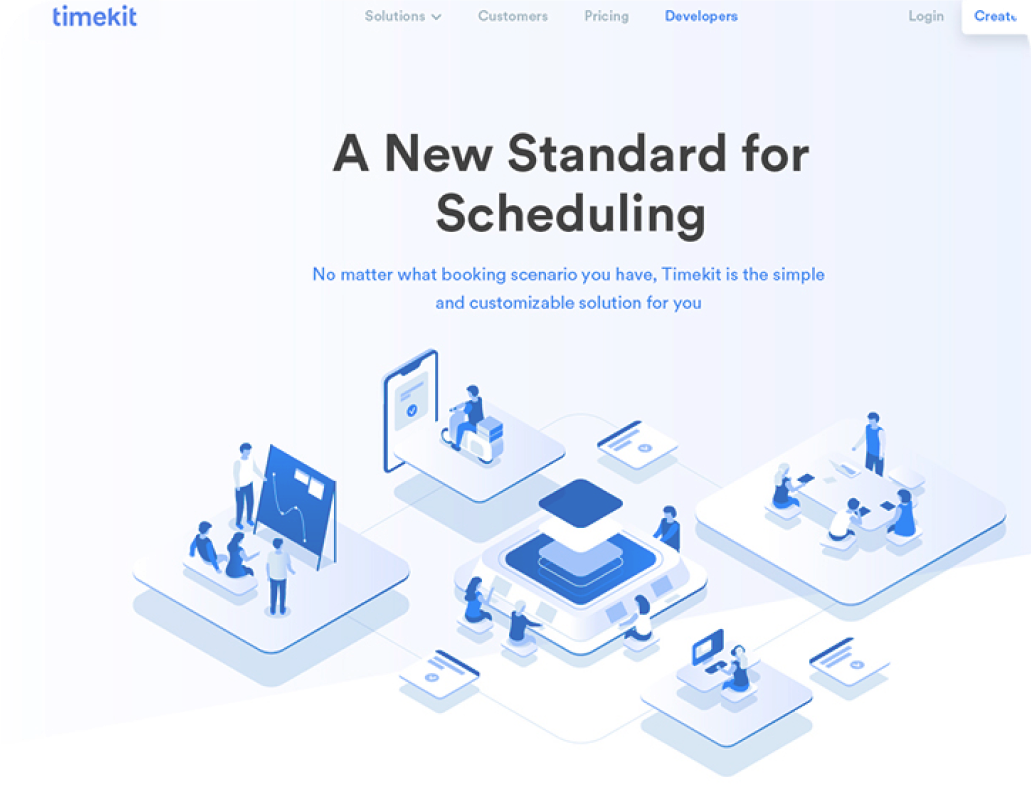 timekit
Solutions
Customers
Pricing
Developers
Login
A New Standard for
Scheduling
No matter what booking scenario you have, Timekit is the simple
and customizable solution for you